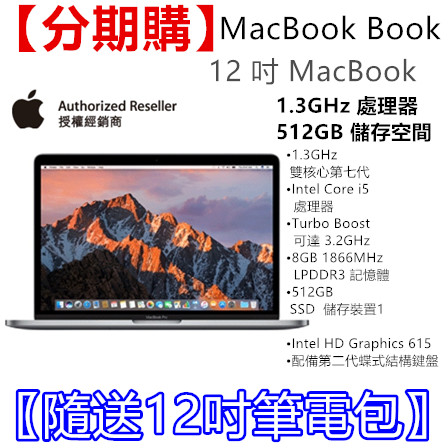 【分期購】MacBook Book
12 吋 MacBook
Authorized Reseller
授權經銷商
1.3GHz 處理器
512GB 儲存空間
•1.3GHz
雙核心第七代
•Intel Core i5
處理器
•Turbo Boost
可達 3.2GHz
•8GB 1866MHz
LPDDR3 記憶體
•512GB
SSD 儲存裝置1
•Intel HD Graphics 615
•配備第二代蝶式結構鍵盤
MacBook Pro
【隨送12吋筆電包】